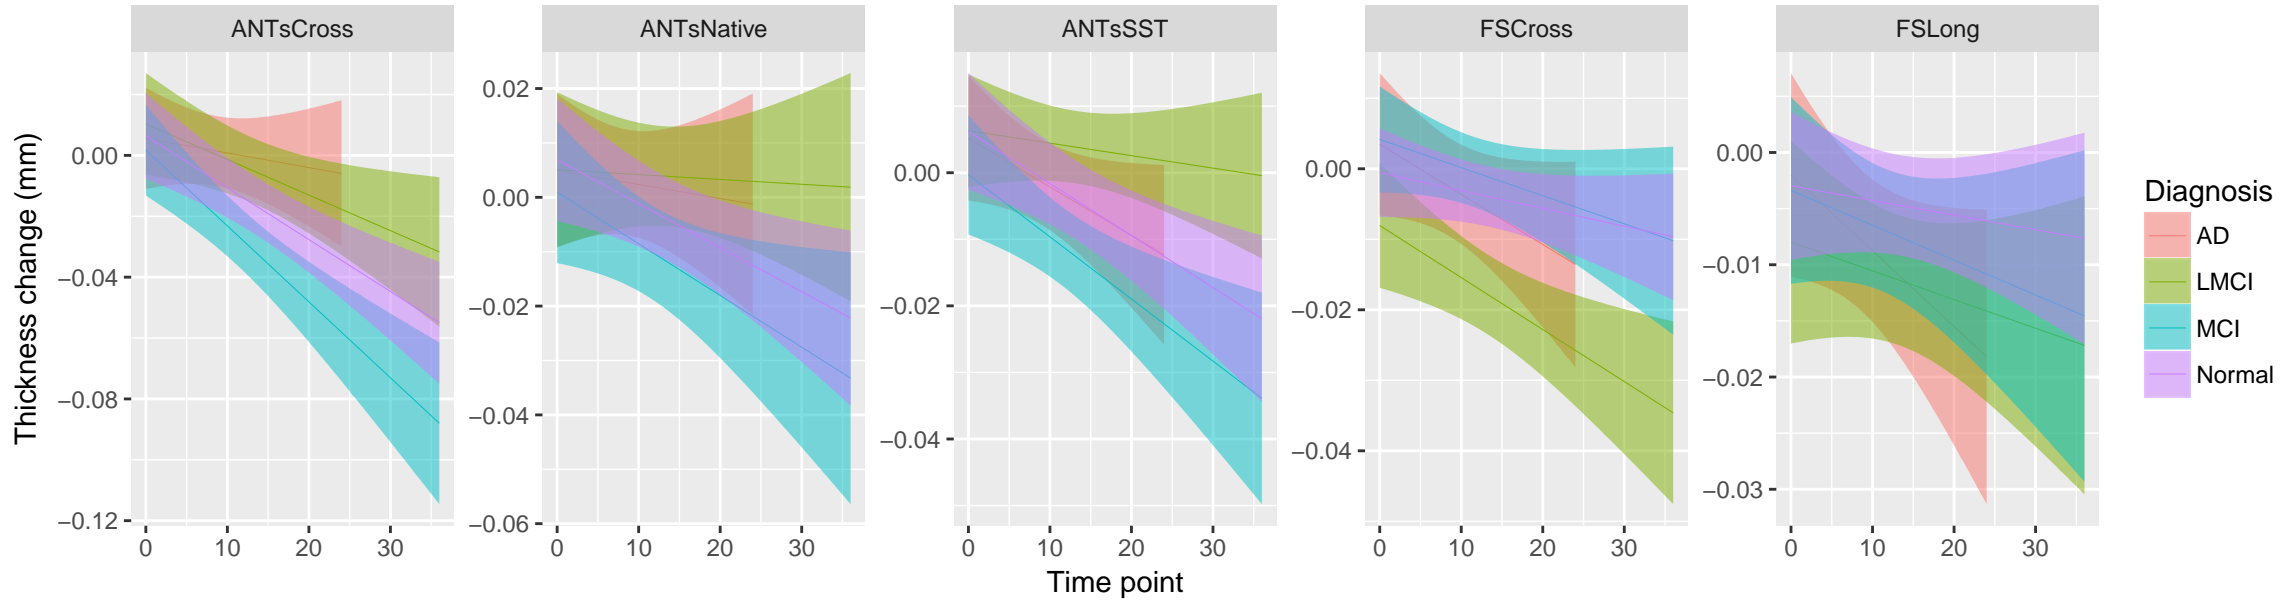 ANTsCross
ANTsNative
ANTsSST
FSCross
FSLong
Thickness change (mm)
0.00
−0.04
−0.08
−0.12
0.02
0.00
−0.02
−0.04
−0.06
0.00
−0.02
−0.04
0.00
−0.02
−0.04
0.00
−0.01
−0.02
−0.03
0 10 20 30
0 10 20 30
0 10 20 30
0 10 20 30
0 10 20 30
Time point
Diagnosis
AD
LMCI
MCI
Normal